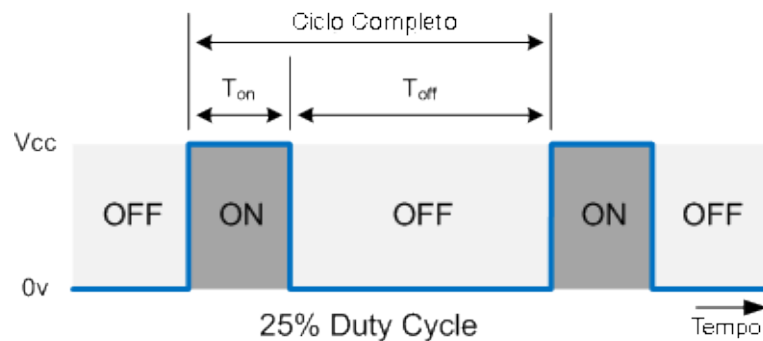 Ciclo Completo
Ton
Toff
Vcc
OFF
ON
OFF
ON
OFF
0v
25% Duty Cycle
Tempo